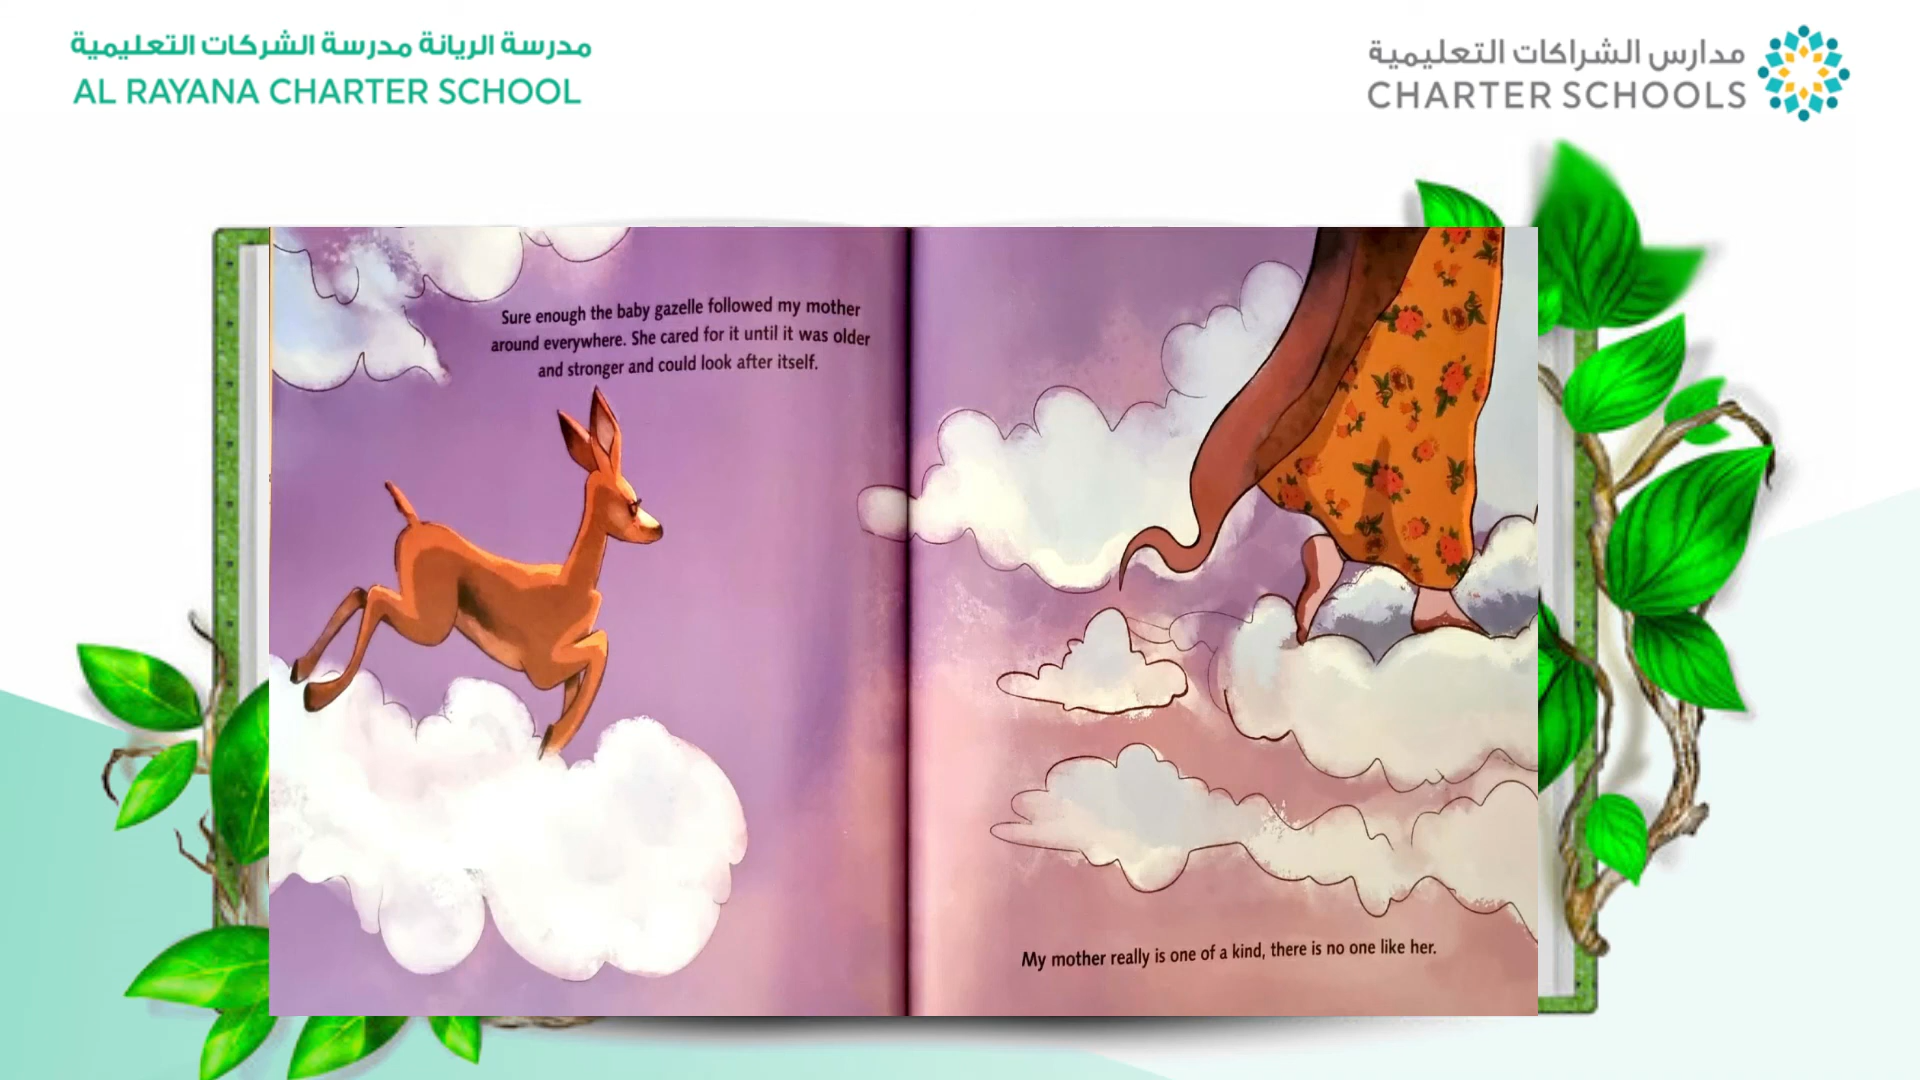 مدرسة الريانة مدرسة الشركات التعليمية
AL RAYANA CHARTER SCHOOL
مدارس الشراكات التعليمية
CHARTER SCHOOLS
Sure enough the baby gazelle followed my mother
around everywhere. She cared for it until it was older
and stronger and could look after itself.
My mother really is one of a kind, there is no one like her.